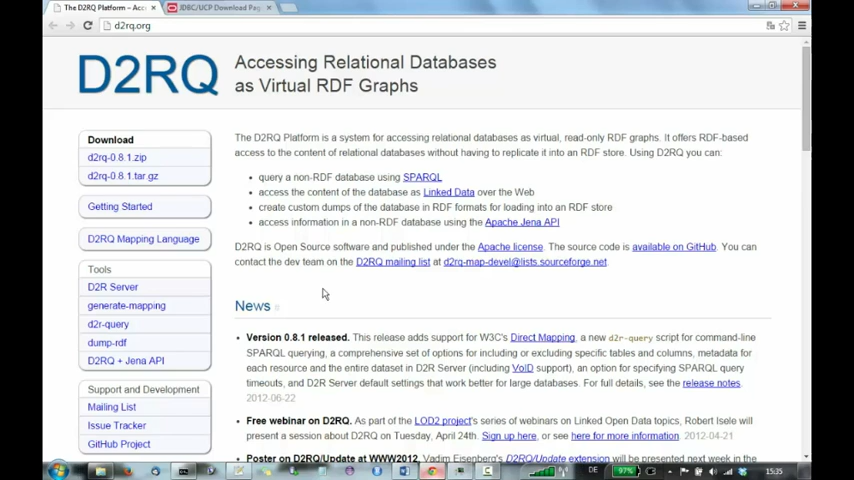 The D2RQ Platform – Acc
JDBC/UCP Download Pag
d2rq.org
D2RQ
Accessing Relational Databases
as Virtual RDF Graphs
Download
d2rq-0.8.1.zip
d2rq-0.8.1.tar.gz
Getting Started
D2RQ Mapping Language
Tools
D2R Server
generate-mapping
d2r-query
dump-rdf
D2RQ + Jena API
Support and Development
Mailing List
Issue Tracker
GitHub Project
The D2RQ Platform is a system for accessing relational databases as virtual, read-only RDF graphs. It offers RDF-based
access to the content of relational databases without having to replicate it into an RDF store. Using D2RQ you can:
• query a non-RDF database using SPARQL
• access the content of the database as Linked Data over the Web
• create custom dumps of the database in RDF formats for loading into an RDF store
• access information in a non-RDF database using the Apache Jena API
D2RQ is Open Source software and published under the Apache license. The source code is available on GitHub. You can
contact the dev team on the D2RQ mailing list at d2rq-map-devel@lists.sourceforge.net.
News
• Version 0.8.1 released. This release adds support for W3C's Direct Mapping, a new d2r-query script for command-line
SPARQL querying, a comprehensive set of options for including or excluding specific tables and columns, metadata for
each resource and the entire dataset in D2R Server (including VoID support), an option for specifying SPARQL query
timeouts, and D2R Server default settings that work better for large databases. For full details, see the release notes.
2012-06-22
• Free webinar on D2RQ. As part of the LOD2 project's series of webinars on Linked Open Data topics, Robert Isele will
present a session about D2RQ on Tuesday, April 24th. Sign up here, or see here for more information. 2012-04-21
• Poster on D2RQ/Update at WWW2012. Vadim Eisenberg's D2RQ/Update extension will be presented next week in the
DE
97%
15:35